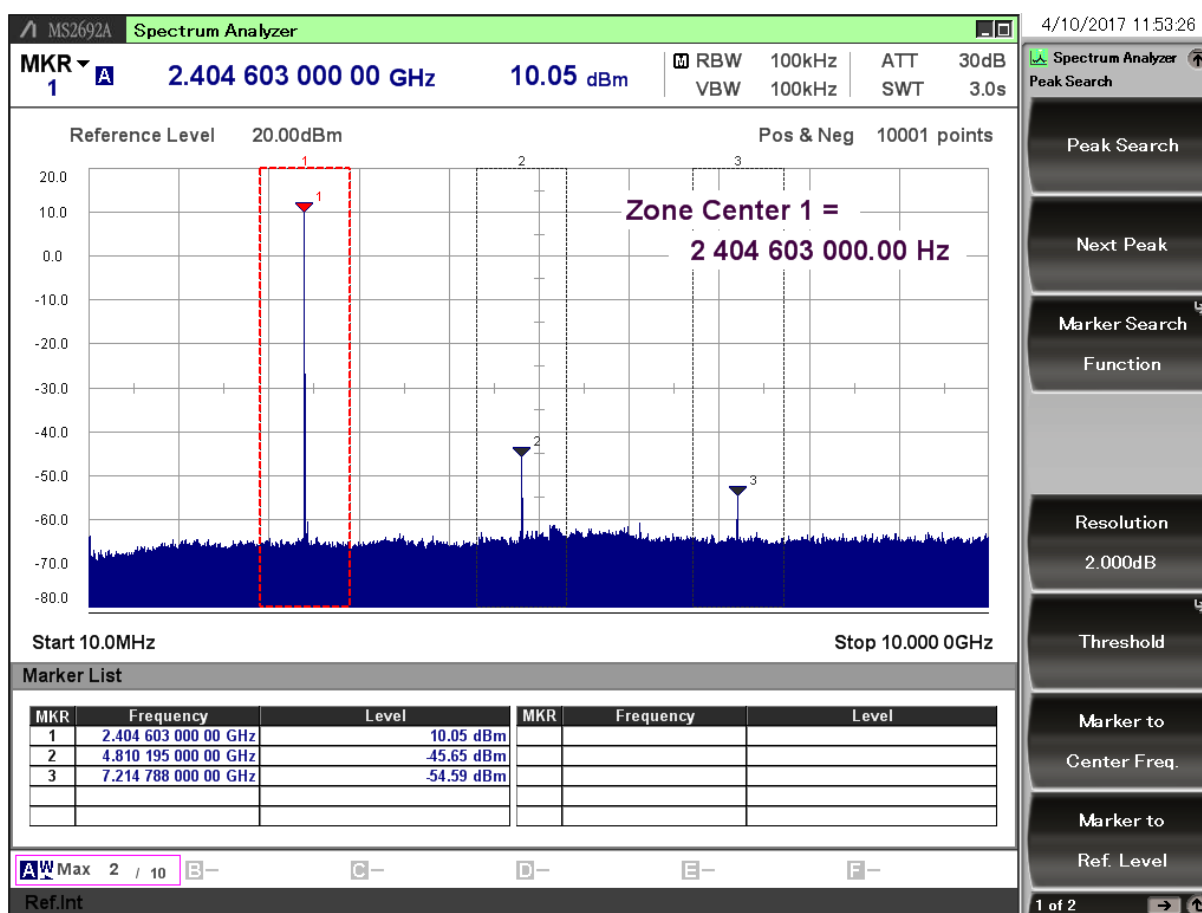 MS2692A Spectrum Analyzer 4/10/2017 11:53:26
MKR A 2.404 603 000 00 GHz 10.05 dBm M RBW 100kHz ATT 30dB
1 VBW 100kHz SWT 3.0s
Reference Level 20.00dBm Pos & Neg 10001 points
1 2 3
20.0
10.0
0.0
-10.0
-20.0
-30.0
-40.0
-50.0
-60.0
-70.0
-80.0
1
2
3
Zone Center 1 =
2 404 603 000.00 Hz
Start 10.0MHz Stop 10.000 0GHz
Marker List
MKR Frequency Level MKR Frequency Level
1 2.404 603 000 00 GHz 10.05 dBm
2 4.810 195 000 00 GHz -45.65 dBm
3 7.214 788 000 00 GHz -54.59 dBm
A W Max 2 / 10 B - C - D - E - F -
Ref.Int
Spectrum Analyzer
Peak Search
Peak Search
Next Peak
Marker Search
Function
Resolution
2.000dB
Threshold
Marker to
Center Freq.
Marker to
Ref. Level
1 of 2